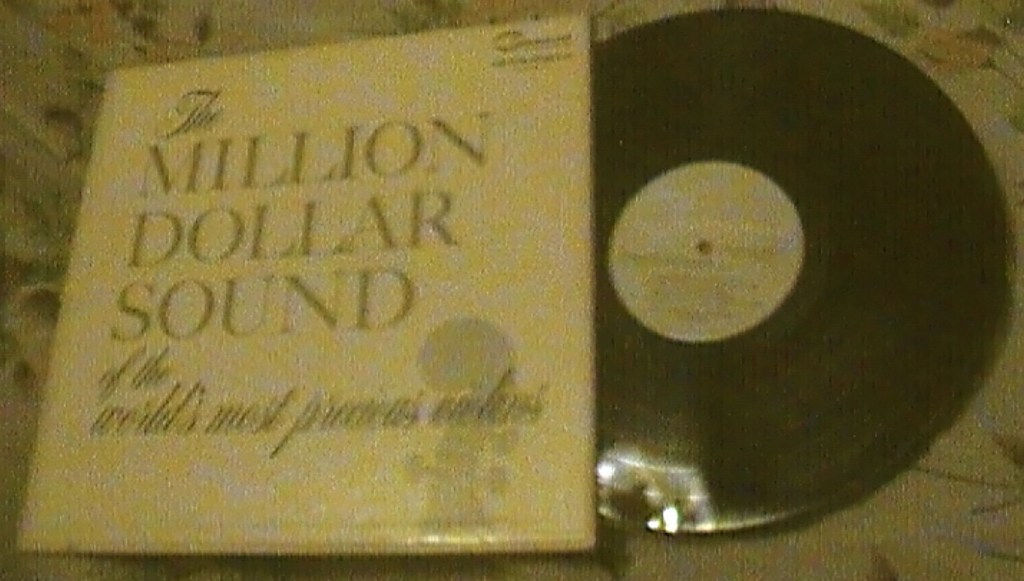 The
MILLION
DOLLAR
SOUND
of the
world's most precious violins